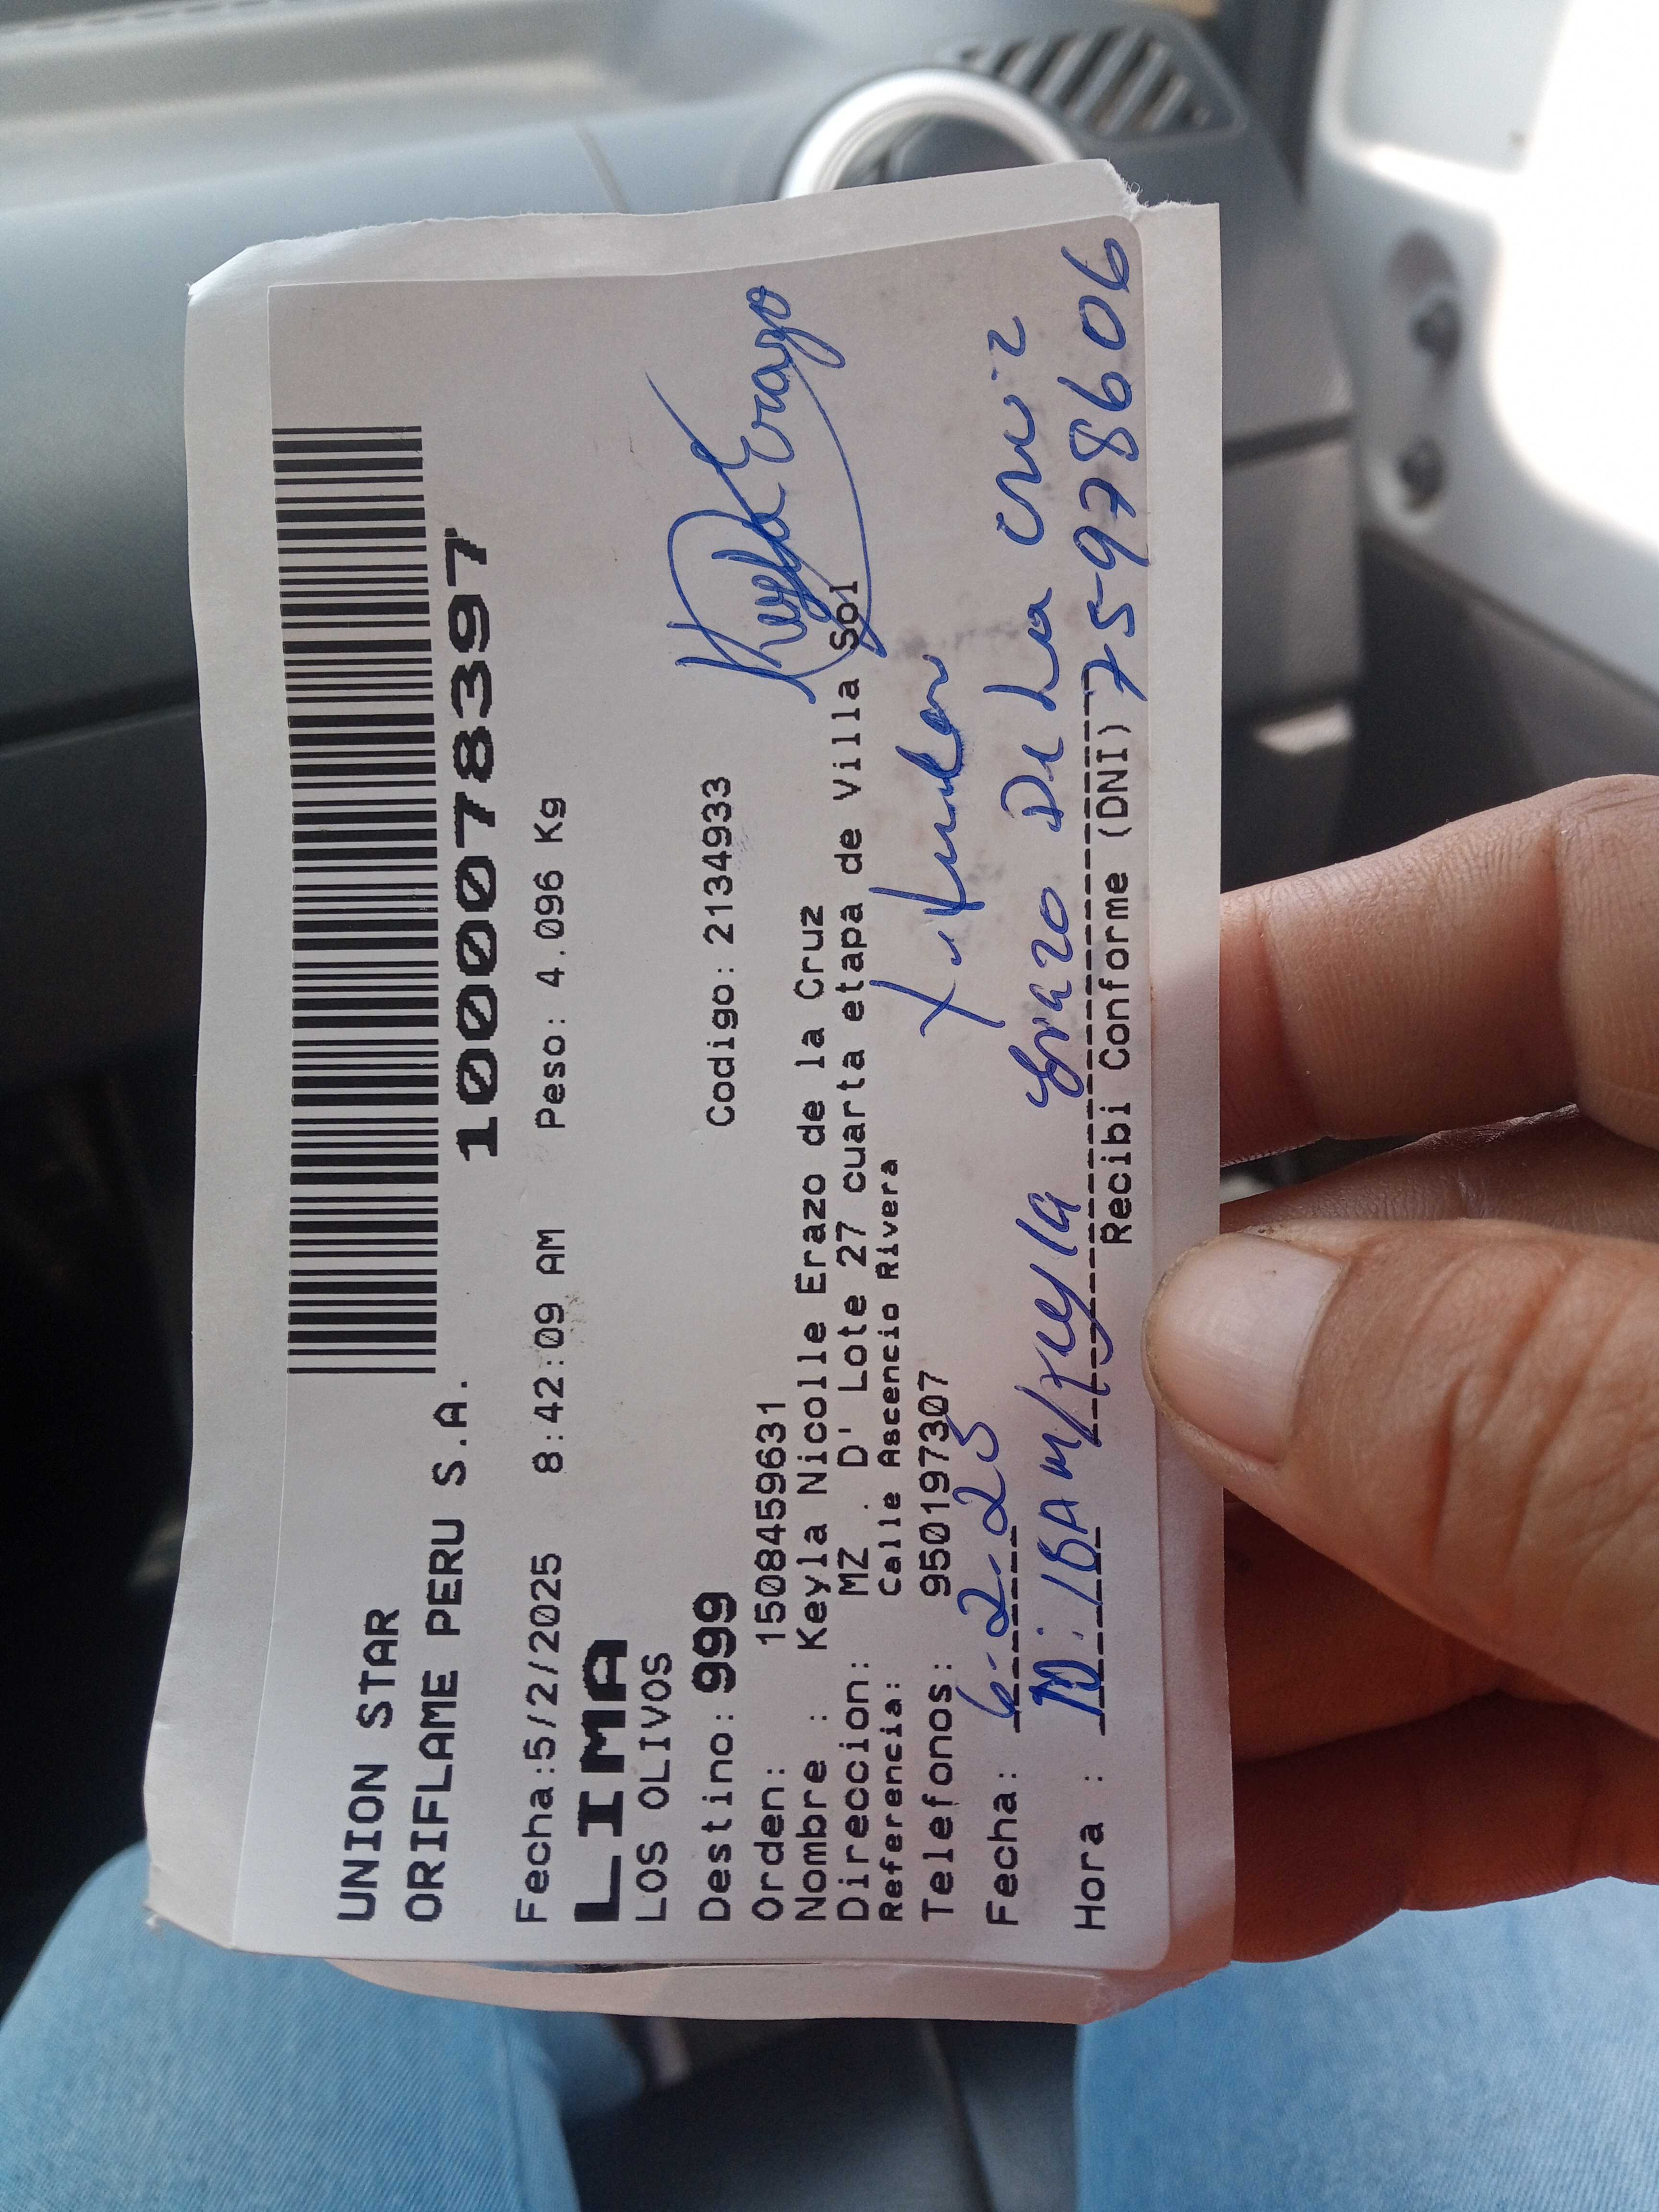 UNION STAR
ORIFLAME PERU S.A.
1000078397
Fecha:5/2/2025 8:42:09 AM Peso: 4.096 Kg
LIMA
LOS OLIVOS
Destino: 999 Codigo: 2134933
Keyla Erazo
Orden: 1508459631
Nombre : Keyla Nicolle Erazo de la Cruz
Direccion: MZ . D' Lote 27 cuarta etapa de Villa Sol
Referencia: Calle Ascencio Rivera
Telefonos: 950197307
Fecha: 6-2-25
Hora : Keyla Erazo De La Cruz
Recibi Conforme (DNI) 75978606